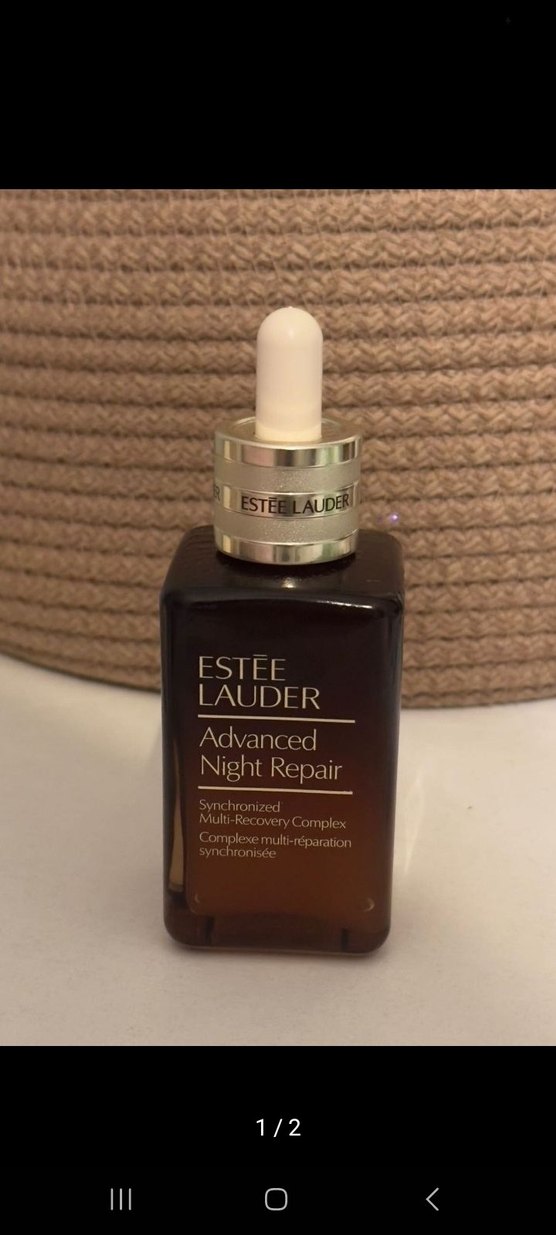 ESTĒE LAUDER
ESTĒE
LAUDER
Advanced
Night Repair
Synchronized
Multi-Recovery Complex
Complexe multi-réparation
synchronisée
1 / 2